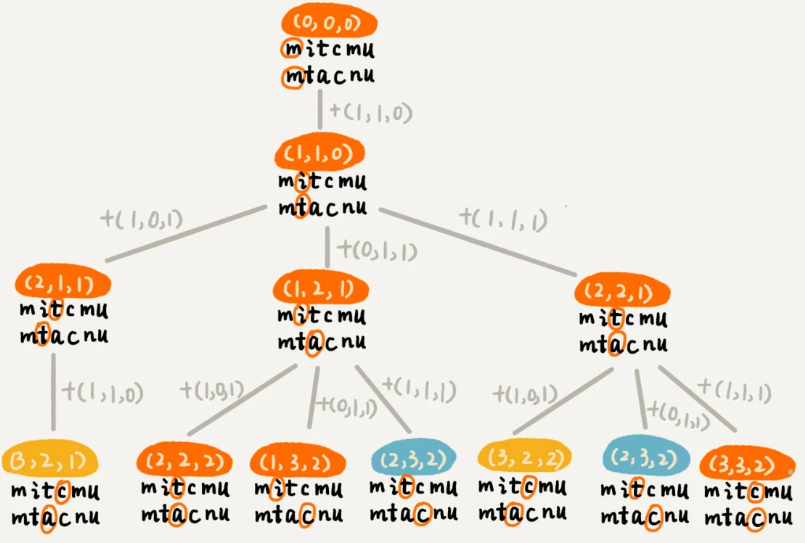 (0,0,0)
mitcmu
mtacnu
+(1,1,0)
(1,1,0)
mitcmu
mtacnu
+(1,0,1)
+(0,1,1)
+(1,1,1)
(2,1,1)
mitcmu
mtacnu
(1,2,1)
mitcmu
mtacnu
(2,2,1)
mitcmu
mtacnu
+(1,1,0)
+(1,0,1)
+(0,1,1)
+(1,1,1)
+(1,0,1)
+(0,1,1)
+(1,1,1)
(3,2,1)
mitcmu
mtacnu
(2,2,2)
mitcmu
mtacnu
(1,3,2)
mitcmu
mtacnu
(2,3,2)
mitcmu
mtacnu
(3,2,2)
mitcmu
mtacnu
(2,3,2)
mitcmu
mtacnu
(3,3,2)
mitcmu
mtacnu